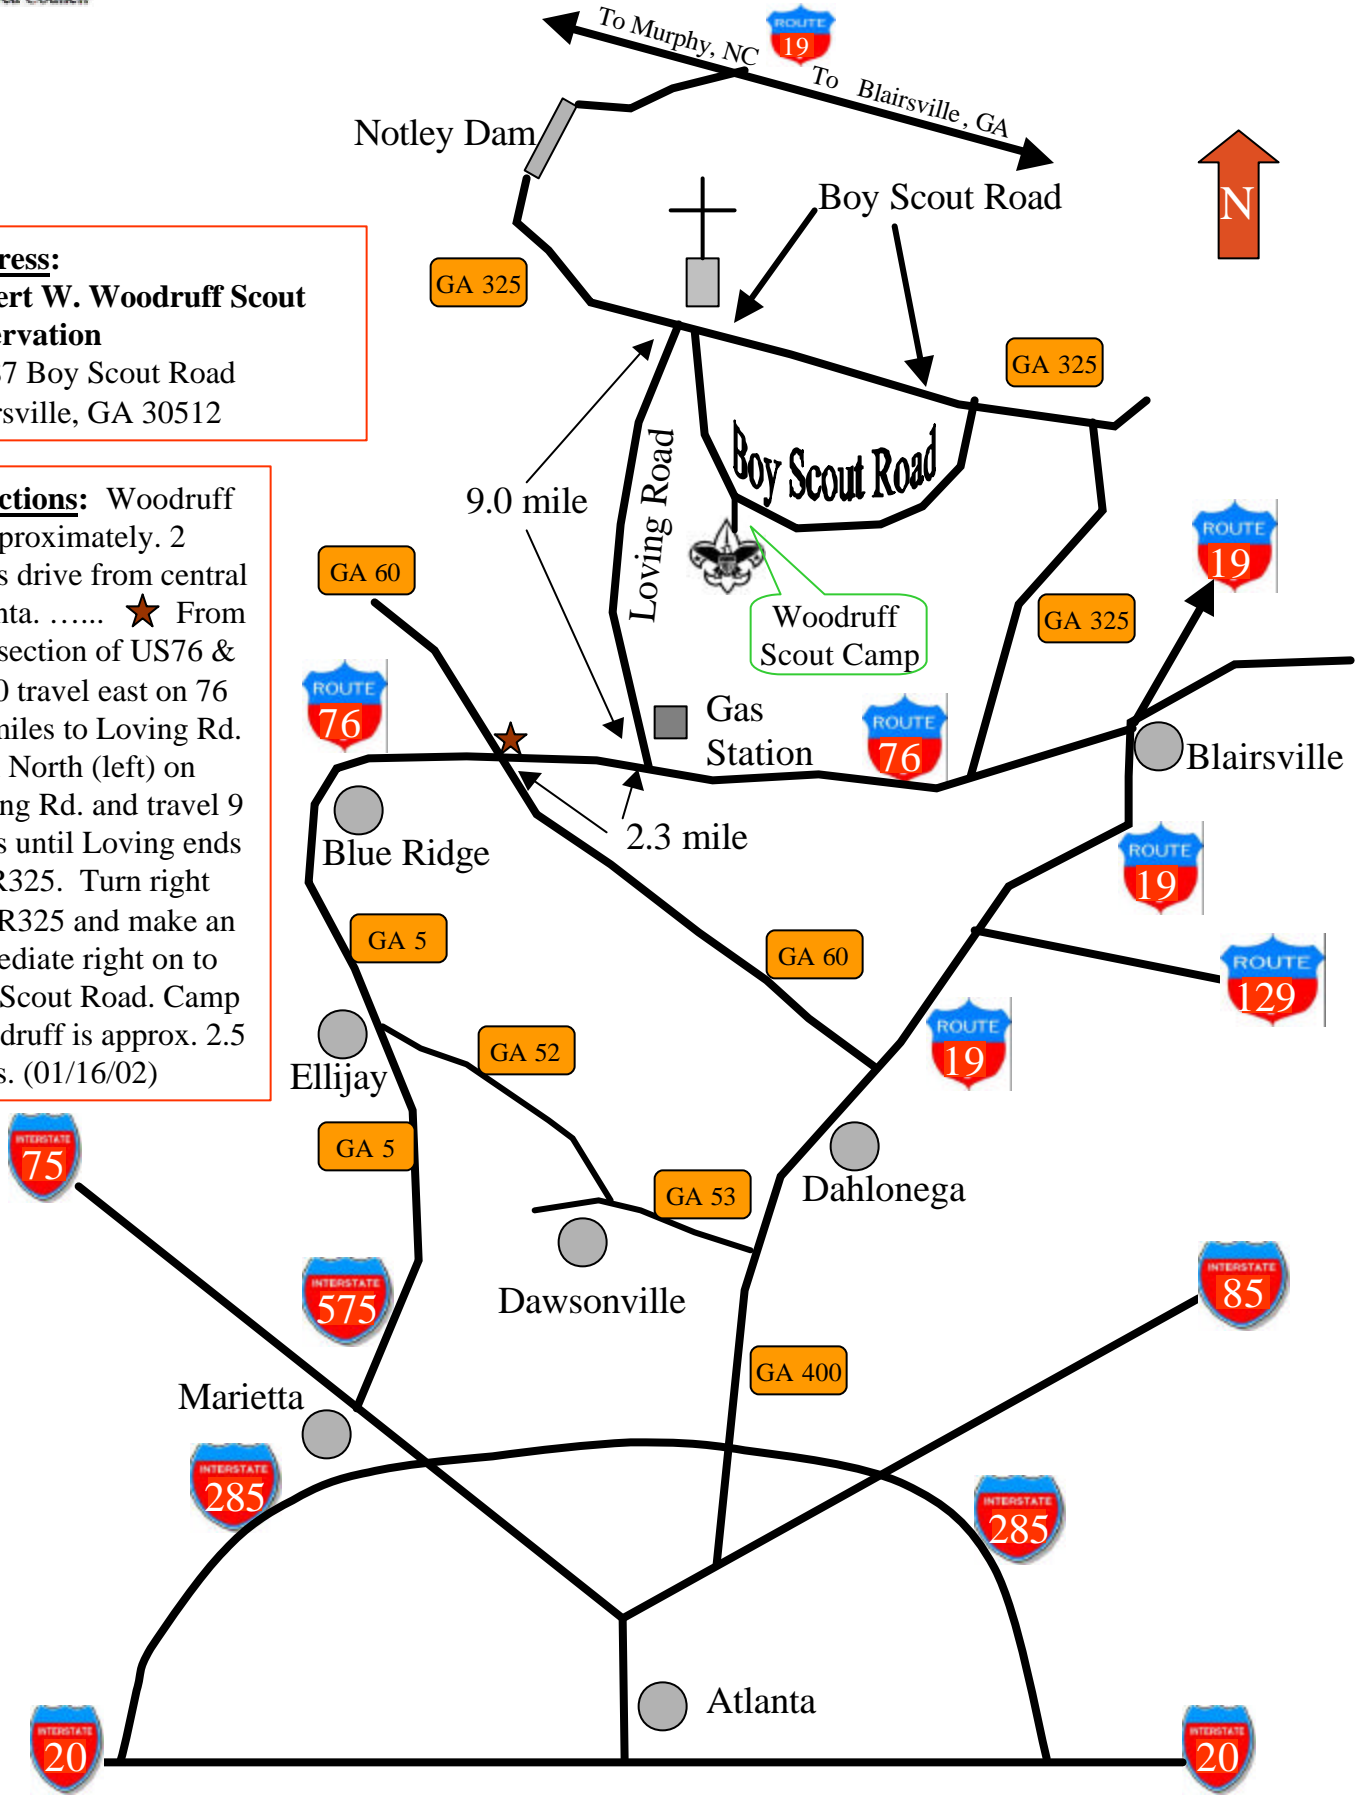 To Murphy, NC
ROUTE
19
To Blairsville, GA
Notley Dam
Boy Scout Road
N
ress:
ert W. Woodruff Scout
ervation
7 Boy Scout Road
rsville, GA 30512
GA 325
GA 325
Boy Scout Road
Loving Road
9.0 mile
ctions: Woodruff
proximately. 2
s drive from central
nta. …... From
section of US76 &
0 travel east on 76
miles to Loving Rd.
North (left) on
ng Rd. and travel 9
s until Loving ends
R325. Turn right
R325 and make an
ediate right on to
Scout Road. Camp
druff is approx. 2.5
s. (01/16/02)
GA 60
ROUTE
19
Woodruff
Scout Camp
GA 325
ROUTE
76
Gas
Station
ROUTE
76
Blairsville
2.3 mile
Blue Ridge
ROUTE
19
GA 5
GA 60
ROUTE
129
GA 52
ROUTE
19
Ellijay
GA 5
INTERSTATE
75
GA 53
Dahlonega
Dawsonville
INTERSTATE
575
INTERSTATE
85
GA 400
Marietta
INTERSTATE
285
INTERSTATE
285
Atlanta
INTERSTATE
20
INTERSTATE
20